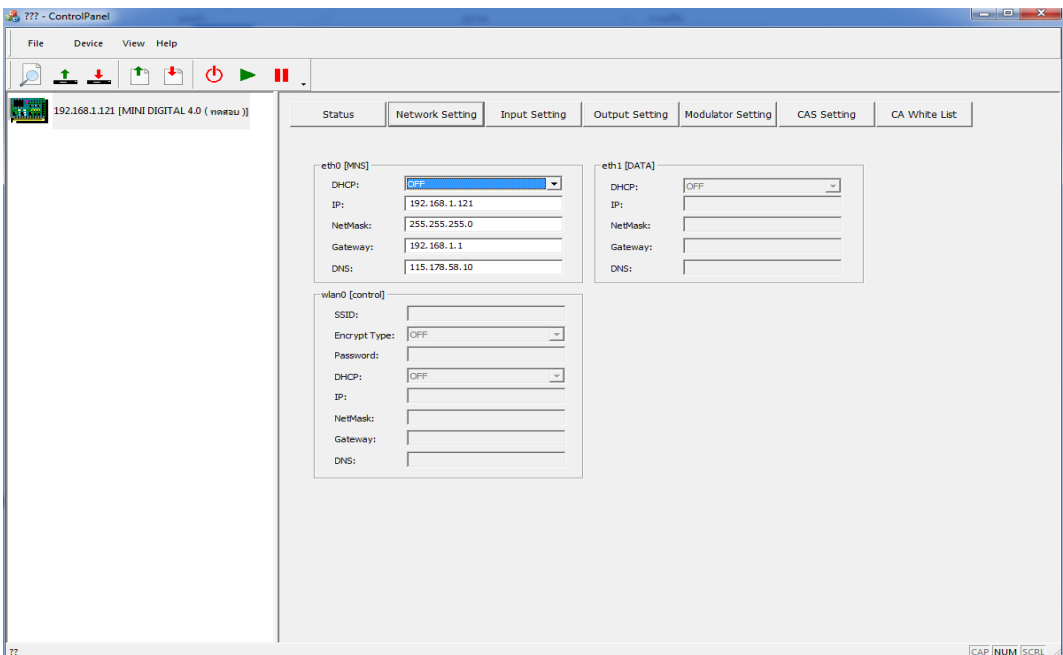 ??? - ControlPanel
File Device View Help
192.168.1.121 [MINI DIGITAL 4.0 ( ทดสอบ )]
Status Network Setting Input Setting Output Setting Modulator Setting CAS Setting CA White List
eth0 [MNS]
DHCP: OFF
IP: 192.168.1.121
NetMask: 255.255.255.0
Gateway: 192.168.1.1
DNS: 115.178.58.10
eth1 [DATA]
DHCP: OFF
IP:
NetMask:
Gateway:
DNS:
wlan0 [control]
SSID:
Encrypt Type: OFF
Password:
DHCP: OFF
IP:
NetMask:
Gateway:
DNS:
?? CAP NUM SCRL